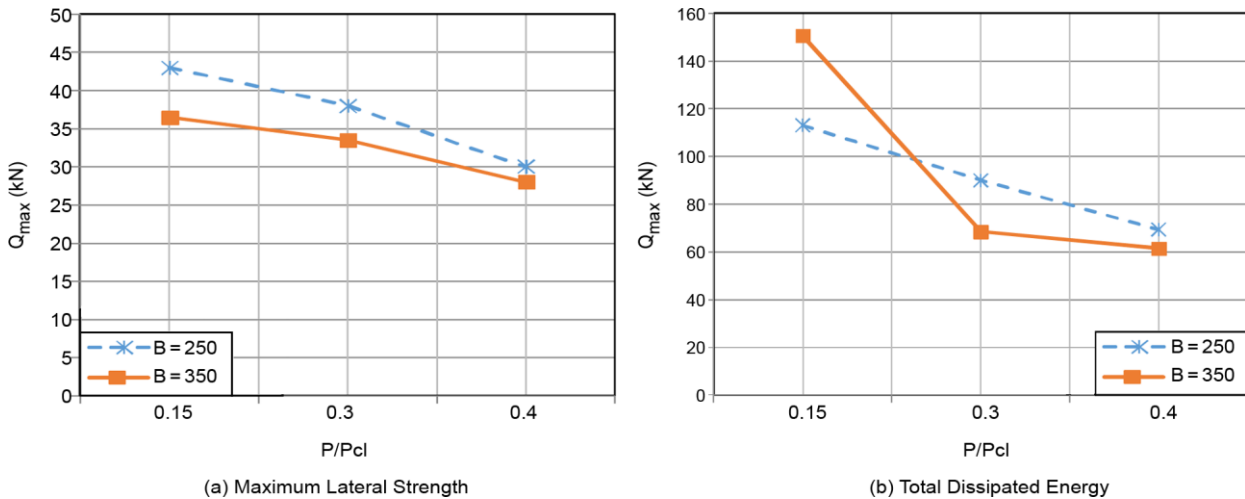 50
45
40
35
30
25
20
15
10
5
0
Q_max (kN)
B = 250
B = 350
0.15 0.3 0.4
P/Pcl
(a) Maximum Lateral Strength
160
140
120
100
80
60
40
20
0
Q_max (kN)
B = 250
B = 350
0.15 0.3 0.4
P/Pcl
(b) Total Dissipated Energy